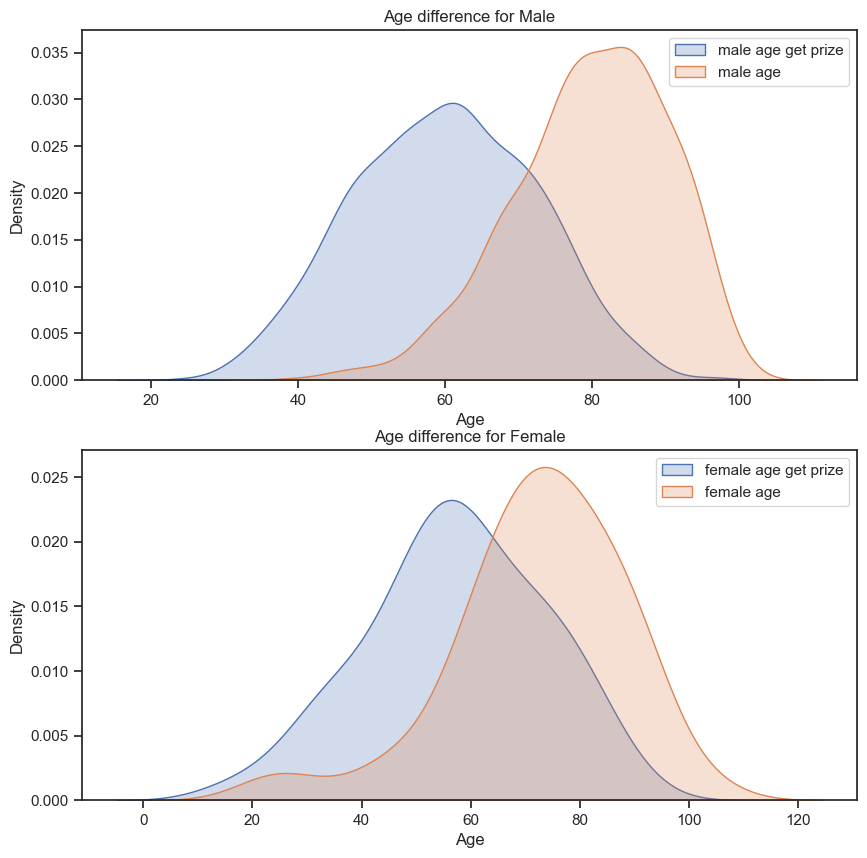 Age difference for Male
male age get prize
male age
0.035
0.030
0.025
0.020
0.015
0.010
0.005
0.000
Density
20 40 60 80 100
Age
Age difference for Female
female age get prize
female age
0.025
0.020
0.015
0.010
0.005
0.000
Density
0 20 40 60 80 100 120
Age